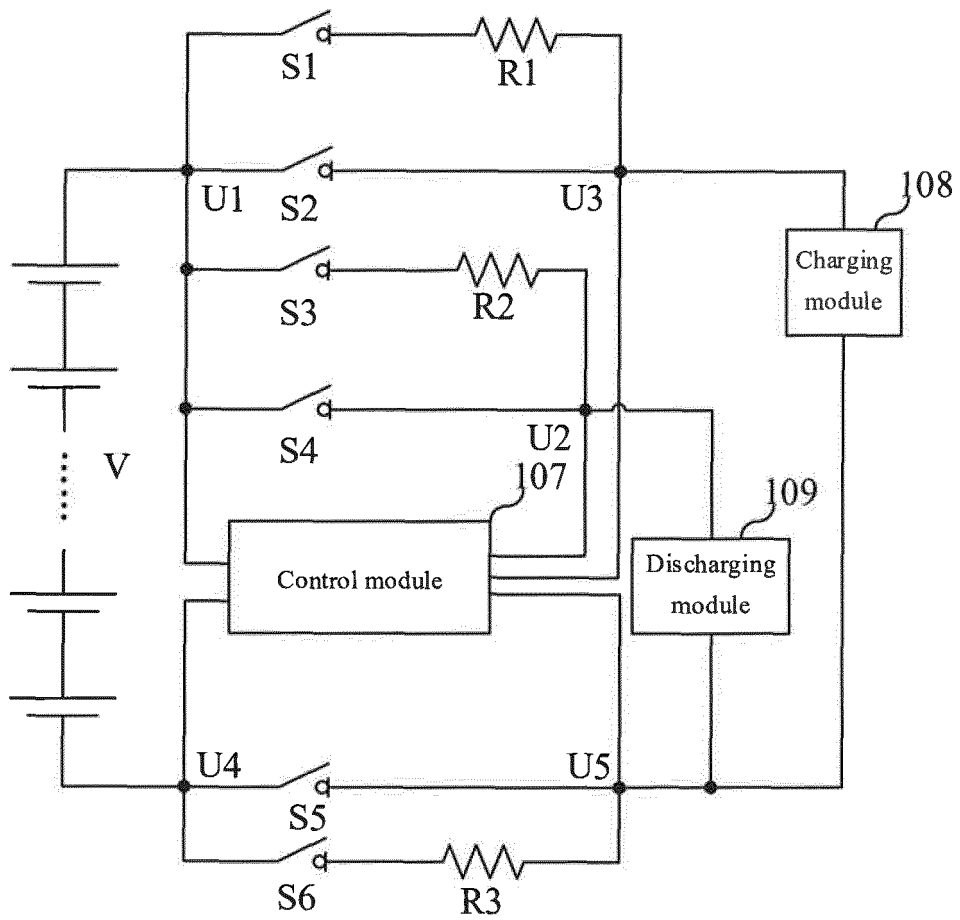 S1
R1
U1
S2
U3
108
Charging
module
S3
R2
S4
U2
V
107
109
Control module
Discharging
module
U4
S5
U5
S6
R3